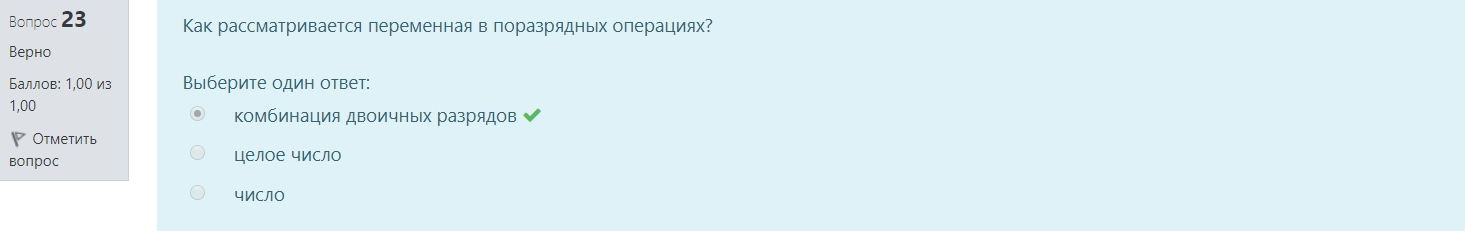 Вопрос 23
Верно
Баллов: 1,00 из
1,00
Отметить
вопрос
Как рассматривается переменная в поразрядных операциях?
Выберите один ответ:
комбинация двоичных разрядов
целое число
число